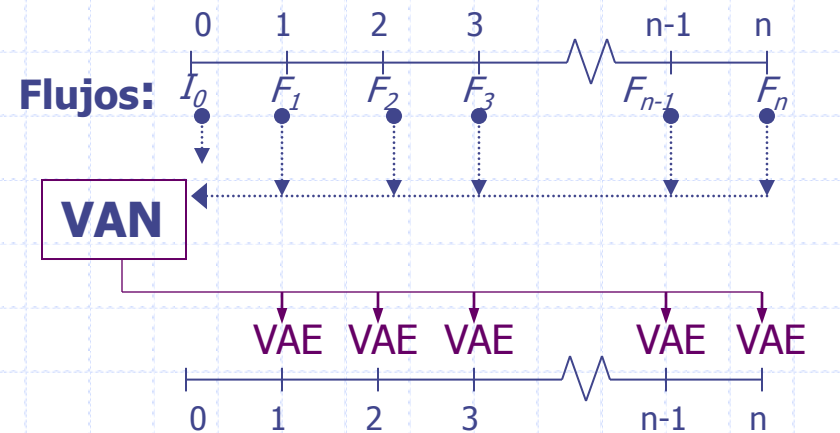 0 1 2 3 n-1 n
Flujos: I0 F1 F2 F3 Fn-1 Fn
VAN
VAE VAE VAE VAE VAE
0 1 2 3 n-1 n